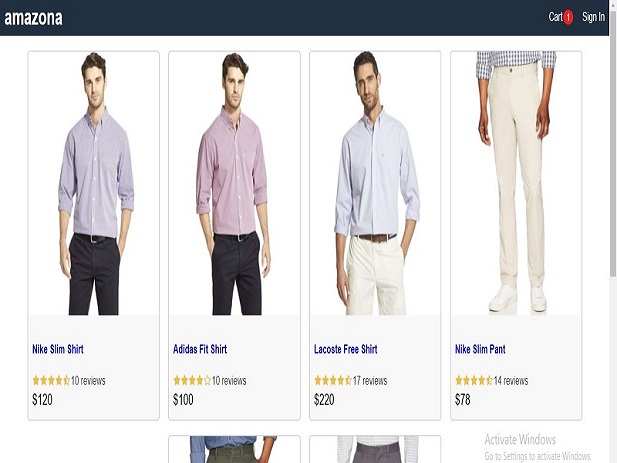 amazona
Cart 1 Sign In
Nike Slim Shirt
10 reviews
$120
Adidas Fit Shirt
10 reviews
$100
Lacoste Free Shirt
17 reviews
$220
Nike Slim Pant
14 reviews
$78
Activate Windows
Go to Settings to activate Windows.